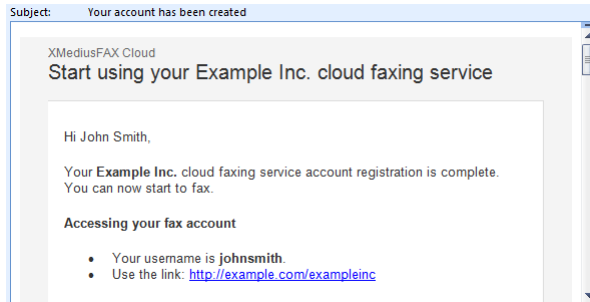 Subject: Your account has been created
XMediusFAX Cloud
Start using your Example Inc. cloud faxing service
Hi John Smith,
Your Example Inc. cloud faxing service account registration is complete.
You can now start to fax.
Accessing your fax account
• Your username is johnsmith.
• Use the link: http://example.com/exampleinc